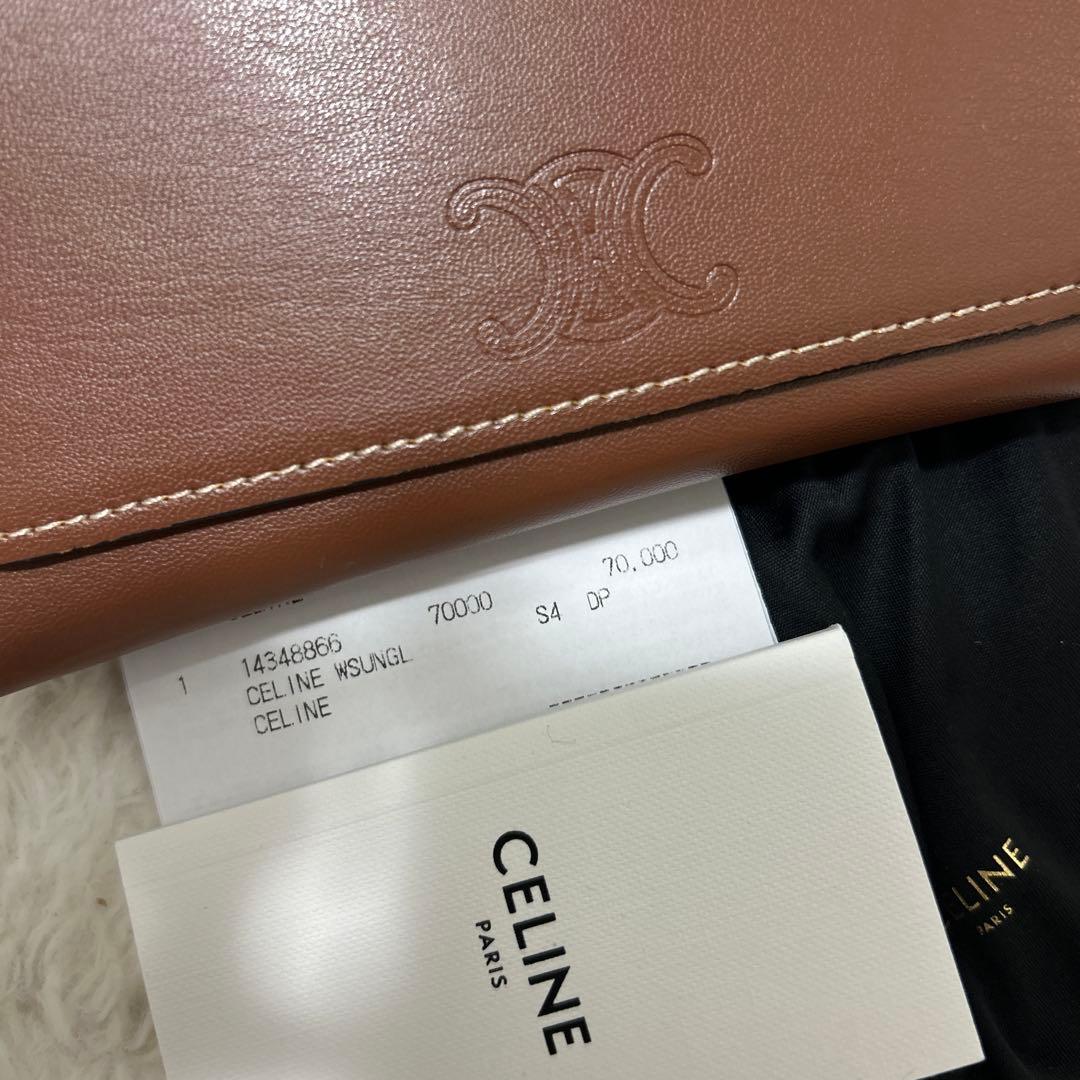 70000 70,000
1 14348866 S4 DP
CELINE WSUNGL
CELINE
CELINE
PARIS
CELINE
PARIS